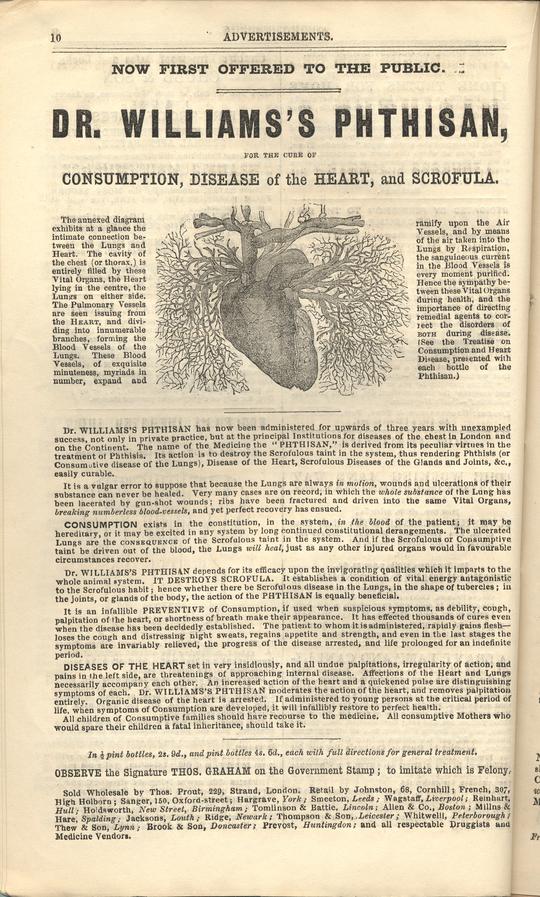 10
ADVERTISEMENTS.
NOW FIRST OFFERED TO THE PUBLIC.
DR. WILLIAMS'S PHTHISAN,
FOR THE CURE OF
CONSUMPTION, DISEASE of the HEART, and SCROFULA.
The annexed diagram
exhibits at a glance the
intimate connection be-
tween the Lungs and
Heart. The cavity of
the chest (or thorax,) is
entirely filled by these
Vital Organs, the Heart
lying in the centre, the
Lungs on either side.
The Pulmonary Vessels
are seen issuing from
the HEART, and divi-
ding into innumerable
branches, forming the
Blood Vessels of the
Lungs. These Blood
Vessels, of exquisite
minuteness, myriads in
number, expand and
ramify upon the Air
Vessels, and by means
of the air taken into the
Lungs by Respiration,
the sanguineous current
in the Blood Vessels is
every moment purified.
Hence the sympathy be-
tween these Vital Organs
during health, and the
importance of directing
remedial agents to cor-
rect the disorders of
BOTH during disease.
(See the Treatise on
Consumption and Heart
Disease, presented with
each bottle of the
Phthisan.)
Dr. WILLIAMS'S PHTHISAN has now been administered for upwards of three years with unexampled
success, not only in private practice, but at the principal Institutions for diseases of the chest in London and
on the Continent. The name of the Medicine the "PHTHISAN," is derived from its peculiar virtues in the
treatment of Phthisis. Its action is to destroy the Scrofulous taint in the system, thus rendering Phthisis (or
Consumptive disease of the Lungs), Disease of the Heart, Scrofulous Diseases of the Glands and Joints, &c.,
easily curable.
It is a vulgar error to suppose that because the Lungs are always in motion, wounds and ulcerations of their
substance can never be healed. Very many cases are on record, in which the whole substance of the Lung has
been lacerated by gun-shot wounds; ribs have been fractured and driven into the same Vital Organs,
breaking numberless blood-vessels, and yet perfect recovery has ensued.
CONSUMPTION exists in the constitution, in the system, in the blood of the patient; it may be
hereditary, or it may be excited in any system by long continued constitutional derangements. The ulcerated
Lungs are the CONSEQUENCE of the Scrofulous taint in the system. And if the Scrofulous or Consumptive
taint be driven out of the blood, the Lungs will heal, just as any other injured organs would in favourable
circumstances recover.
Dr. WILLIAMS'S PHTHISAN depends for its efficacy upon the invigorating qualities which it imparts to the
whole animal system. IT DESTROYS SCROFULA. It establishes a condition of vital energy antagonistic
to the Scrofulous habit; hence whether there be Scrofulous disease in the Lungs, in the shape of tubercles; in
the joints, or glands of the body, the action of the PHTHISAN is equally beneficial.
It is an infallible PREVENTIVE of Consumption, if used when suspicious symptoms, as debility, cough,
palpitation of the heart, or shortness of breath make their appearance. It has effected thousands of cures even
when the disease has been decidedly established. The patient to whom it is administered, rapidly gains flesh—
loses the cough and distressing night sweats, regains appetite and strength, and even in the last stages the
symptoms are invariably relieved, the progress of the disease arrested, and life prolonged for an indefinite
period.
DISEASES OF THE HEART set in very insidiously, and all undue palpitations, irregularity of action, and
pains in the left side, are threatenings of approaching internal disease. Affections of the Heart and Lungs
necessarily accompany each other. An increased action of the heart and a quickened pulse are distinguishing
symptoms of each. Dr. WILLIAMS'S PHTHISAN moderates the action of the heart, and removes palpitation
entirely. Organic disease of the heart is arrested. If administered to young persons at the critical period of
life, when symptoms of Consumption are developed, it will infallibly restore to perfect health.
All children of Consumptive families should have recourse to the medicine. All consumptive Mothers who
would spare their children a fatal inheritance, should take it.
In ½ pint bottles, 2s. 9d., and pint bottles 4s. 6d., each with full directions for general treatment.
OBSERVE the Signature THOS. GRAHAM on the Government Stamp; to imitate which is Felony.
Sold Wholesale by Thos. Prout, 229, Strand, London. Retail by Johnston, 68, Cornhill; French, 307,
High Holborn; Sanger, 150, Oxford-street; Hargrave, York; Smeeton, Leeds; Wagstaff, Liverpool; Reinhart,
Hull; Holdsworth, New Street, Birmingham; Tomlinson & Battle, Lincoln; Allen & Co., Boston; Millns &
Hare, Spalding; Jacksons, Louth; Ridge, Newark; Thompson & Son, Leicester; Whitwell, Peterborough;
Thew & Son, Lynn; Brook & Son, Doncaster; Prevost, Huntingdon; and all respectable Druggists and
Medicine Vendors.